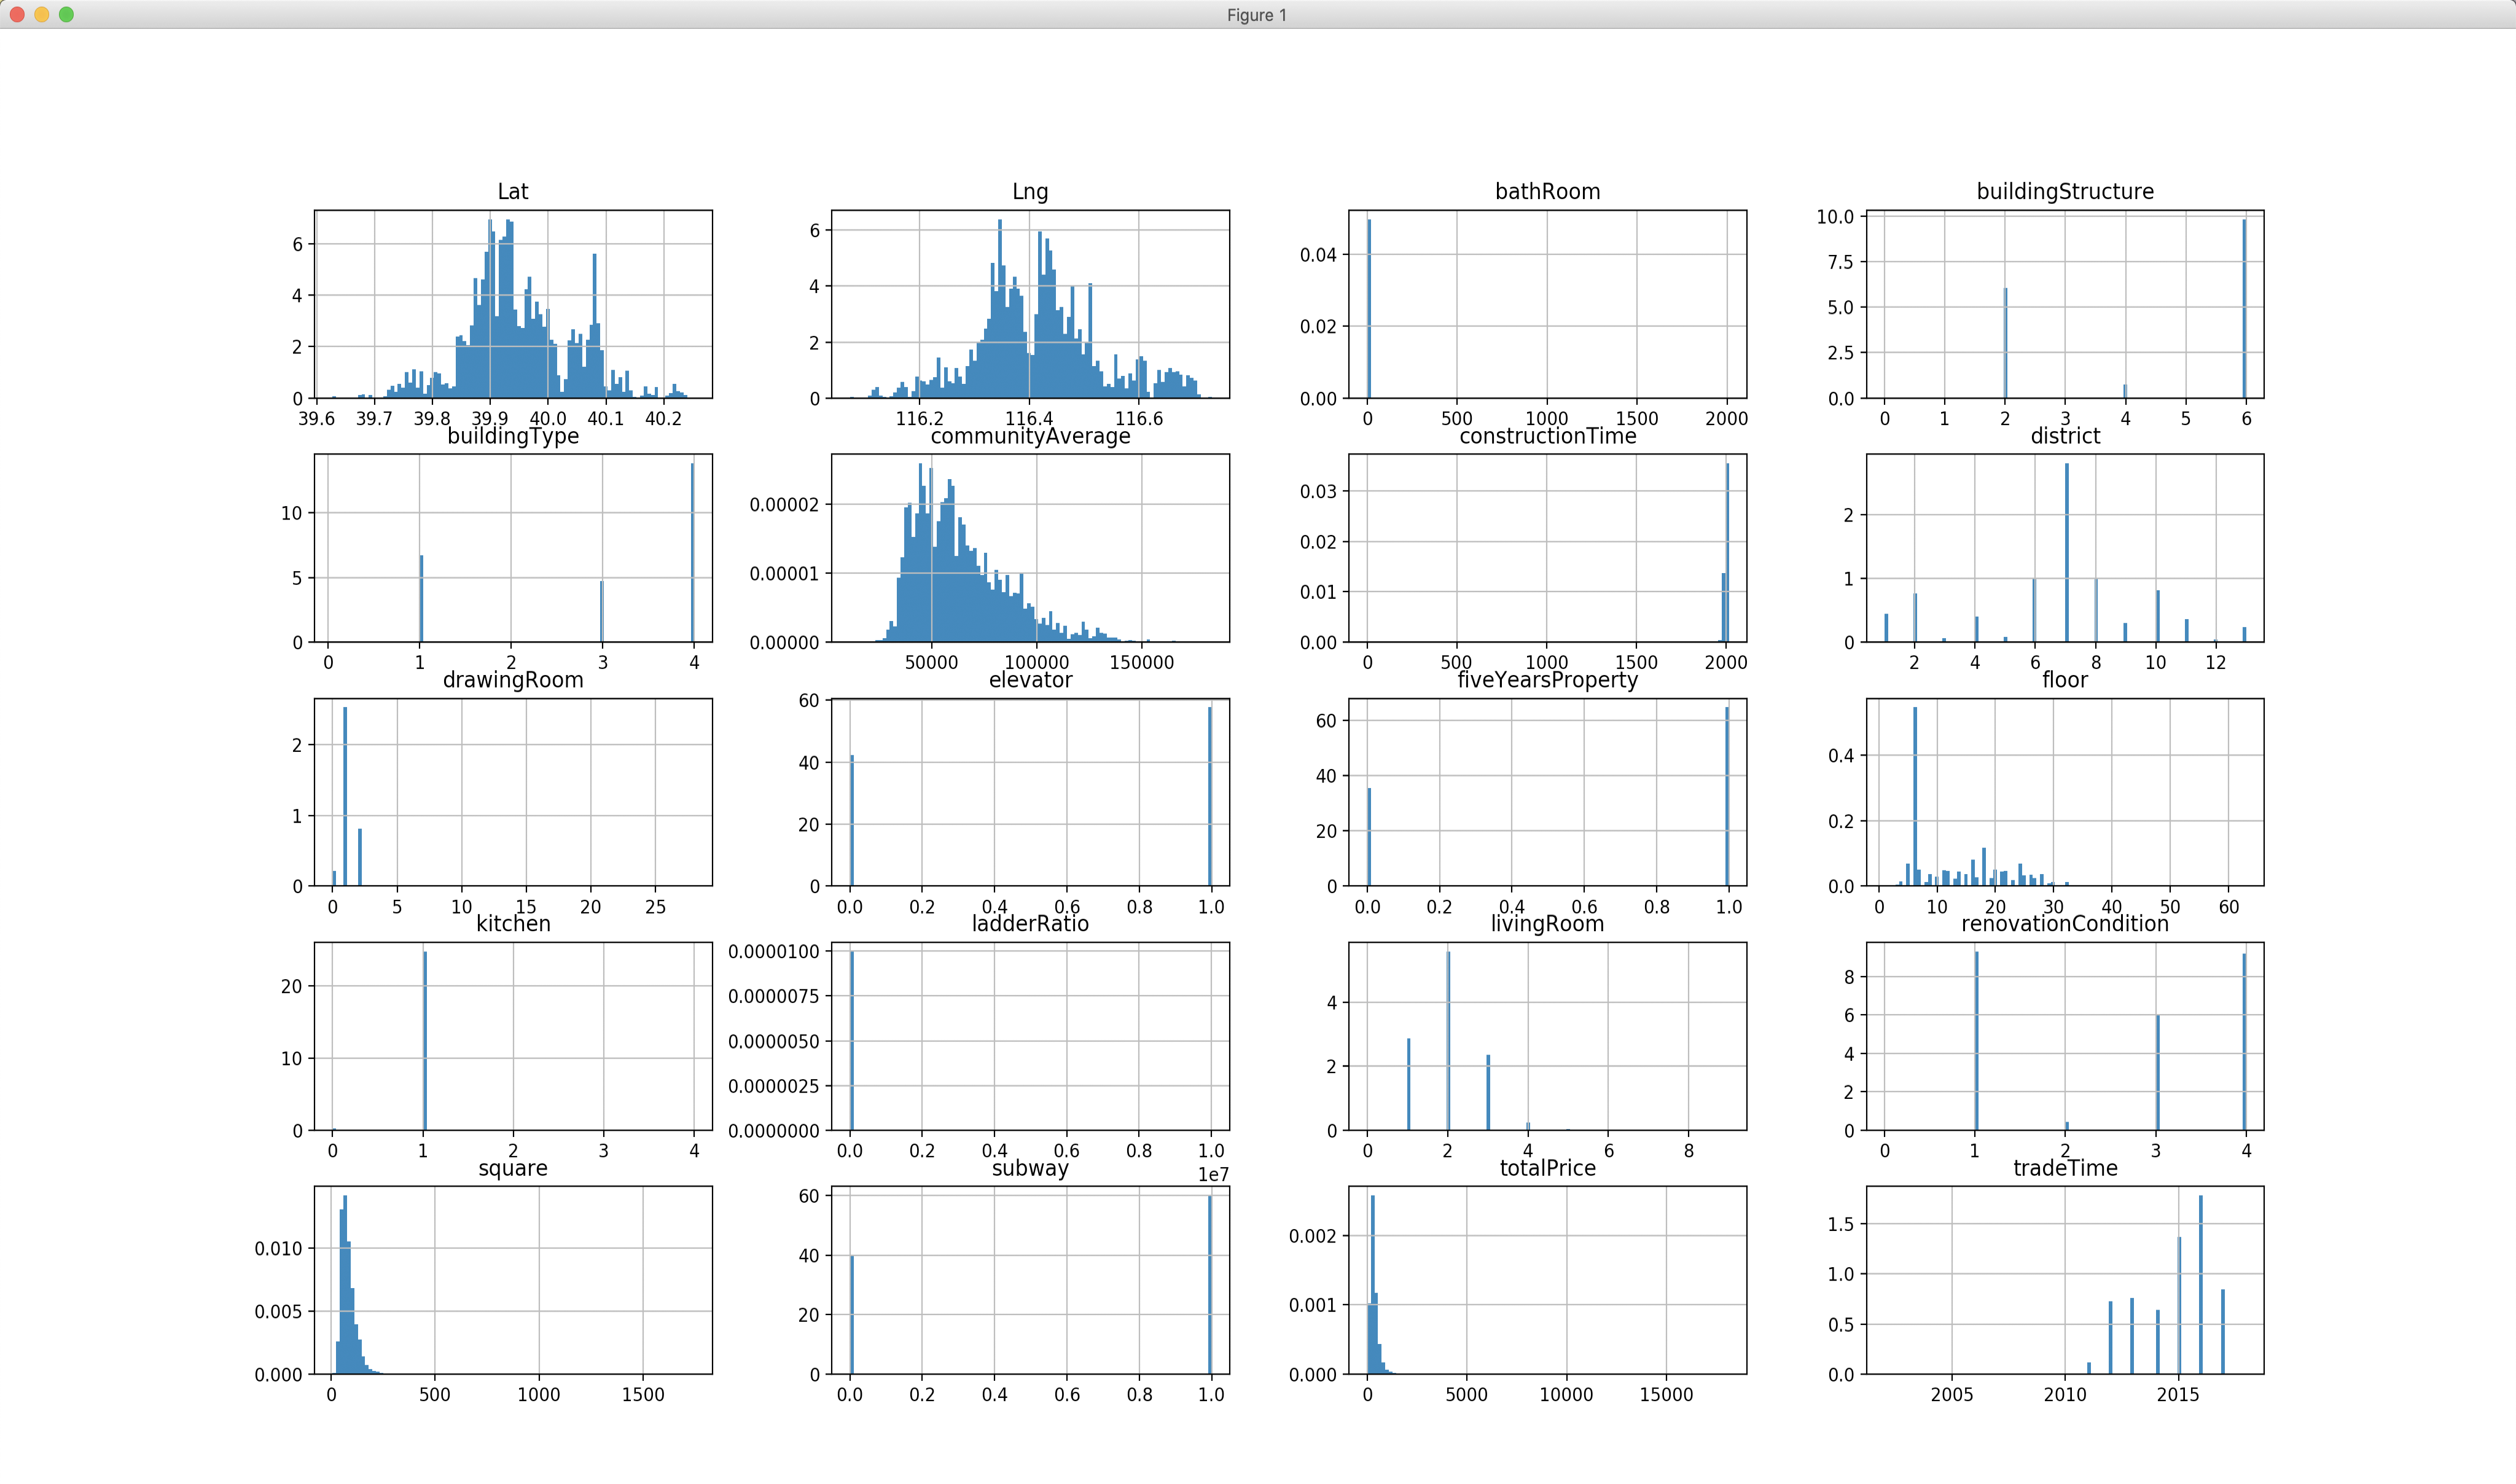 Figure 1
Lat Lng bathRoom buildingStructure
6 4 2 0
39.6 39.7 39.8 39.9 40.0 40.1 40.2
6 4 2 0
116.2 116.4 116.6
0.04 0.02 0.00
0 500 1000 1500 2000
10.0 7.5 5.0 2.5 0.0
0 1 2 3 4 5 6
buildingType communityAverage constructionTime district
10 5 0
0 1 2 3 4
0.00002 0.00001 0.00000
50000 100000 150000
0.03 0.02 0.01 0.00
0 500 1000 1500 2000
2 1 0
2 4 6 8 10 12
drawingRoom elevator fiveYearsProperty floor
2 1 0
0 5 10 15 20 25
60 40 20 0
0.0 0.2 0.4 0.6 0.8 1.0
60 40 20 0
0.0 0.2 0.4 0.6 0.8 1.0
0.4 0.2 0.0
0 10 20 30 40 50 60
kitchen ladderRatio livingRoom renovationCondition
20 10 0
0 1 2 3 4
0.0000100 0.0000075 0.0000050 0.0000025 0.0000000
0.0 0.2 0.4 0.6 0.8 1.0
1e7
4 2 0
0 2 4 6 8
8 6 4 2 0
0 1 2 3 4
square subway totalPrice tradeTime
0.010 0.005 0.000
0 500 1000 1500
60 40 20 0
0.0 0.2 0.4 0.6 0.8 1.0
0.002 0.001 0.000
0 5000 10000 15000
1.5 1.0 0.5 0.0
2005 2010 2015